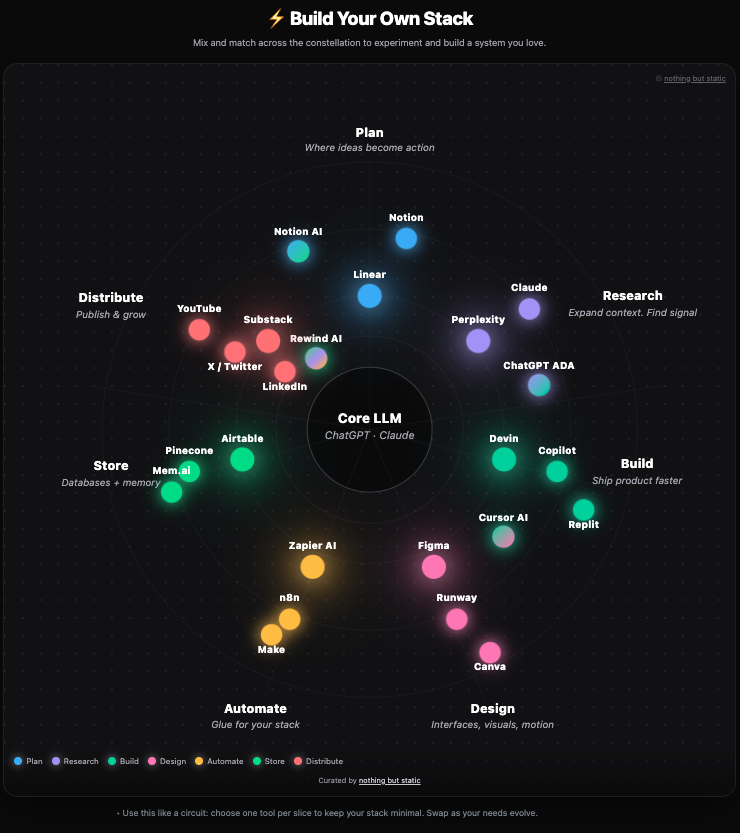 ⚡ Build Your Own Stack
Mix and match across the constellation to experiment and build a system you love.
© nothing but static
Plan
Where ideas become action
Notion
Notion AI
Linear
Claude
Distribute
Publish & grow
Research
Expand context. Find signal
YouTube
Substack
Perplexity
Rewind AI
X / Twitter
ChatGPT ADA
LinkedIn
Core LLM
ChatGPT · Claude
Airtable
Devin
Pinecone
Copilot
Store
Databases + memory
Mem.ai
Build
Ship product faster
Cursor AI
Replit
Zapier AI
Figma
n8n
Runway
Make
Canva
Automate
Glue for your stack
Design
Interfaces, visuals, motion
Plan Research Build Design Automate Store Distribute
Curated by nothing but static
• Use this like a circuit: choose one tool per slice to keep your stack minimal. Swap as your needs evolve.